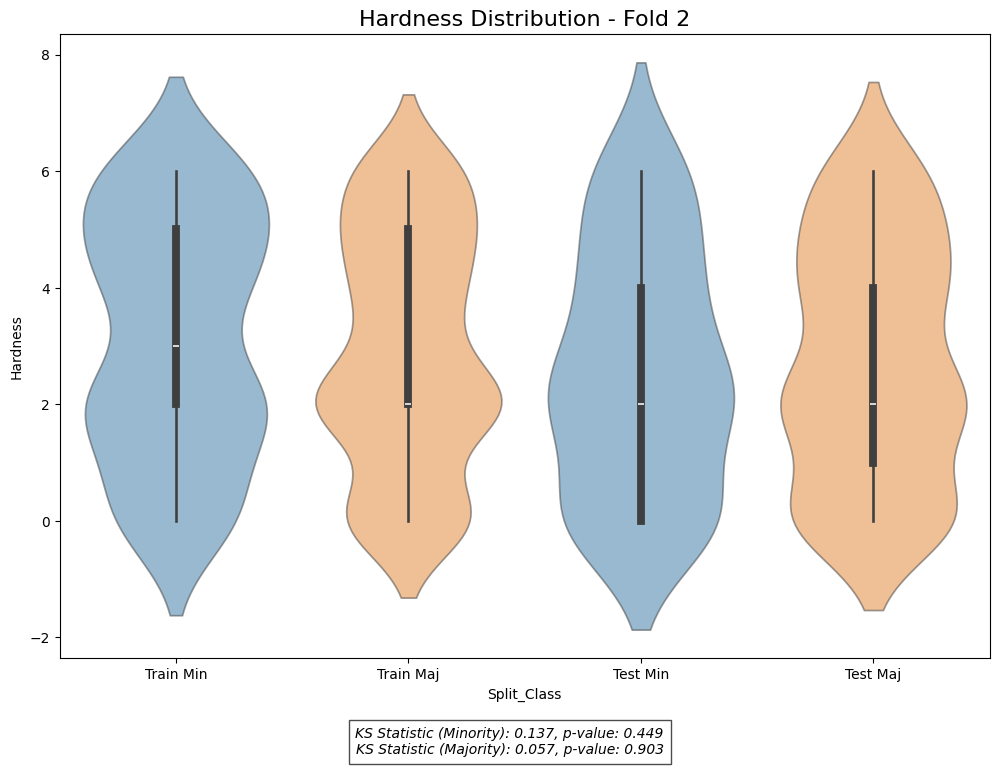 Hardness Distribution - Fold 2
Hardness
8
6
4
2
0
−2
Train Min
Train Maj
Test Min
Test Maj
Split_Class
KS Statistic (Minority): 0.137, p-value: 0.449
KS Statistic (Majority): 0.057, p-value: 0.903